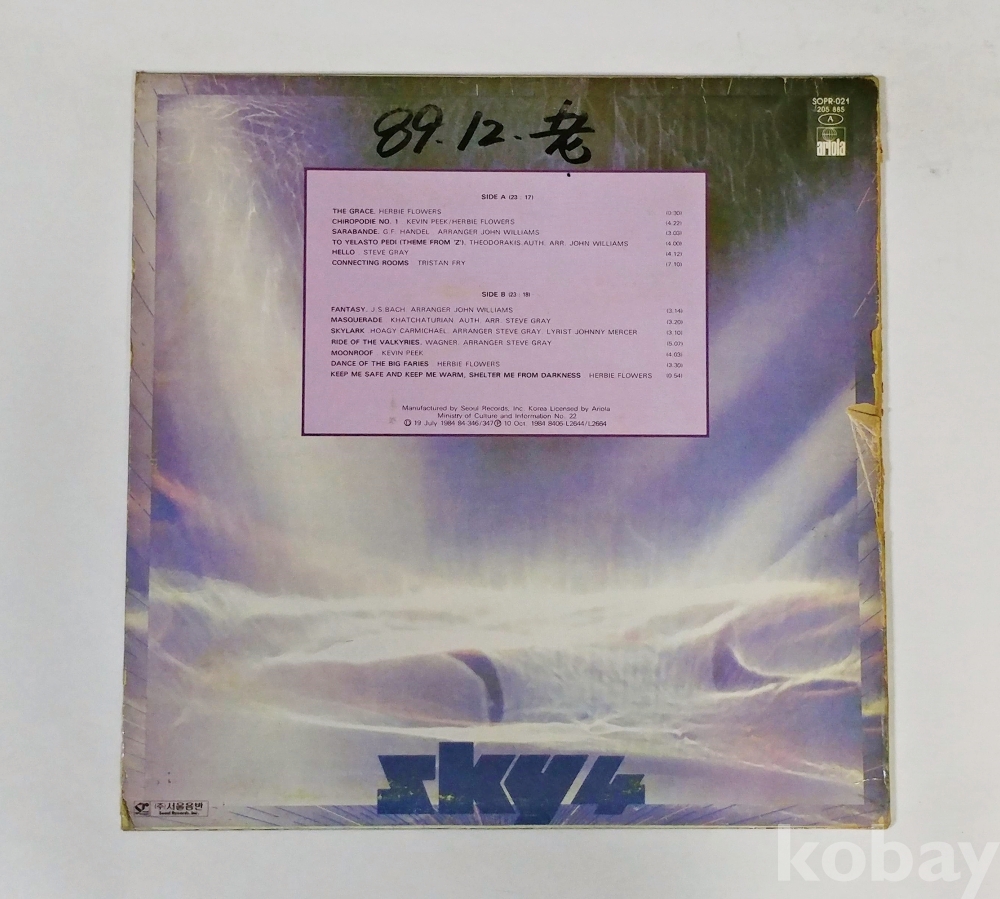 SOPR-021
205 885
A
ariola
89.12.
SIDE A (23 : 17)
THE GRACE. HERBIE FLOWERS (0.30)
CHIROPODIE NO. 1 KEVIN PEEK/HERBIE FLOWERS (4.22)
SARABANDE. G.F. HANDEL ARRANGER JOHN WILLIAMS (3.03)
TO YELASTO PEDI (THEME FROM 'Z'), THEODORAKIS.AUTH. ARR. JOHN WILLIAMS (4.00)
HELLO STEVE GRAY (4.12)
CONNECTING ROOMS TRISTAN FRY (7.10)
SIDE B (23 : 18)
FANTASY. J.S.BACH. ARRANGER JOHN WILLIAMS (3.14)
MASQUERADE KHATCHATURIAN. AUTH. ARR. STEVE GRAY (3.20)
SKYLARK HOAGY CARMICHAEL. ARRANGER STEVE GRAY LYRIST JOHNNY MERCER (3.10)
RIDE OF THE VALKYRIES. WAGNER. ARRANGER STEVE GRAY (5.07)
MOONROOF KEVIN PEEK (4.03)
DANCE OF THE BIG FARIES HERBIE FLOWERS (3.30)
KEEP ME SAFE AND KEEP ME WARM, SHELTER ME FROM DARKNESS HERBIE FLOWERS (0.54)
Manufactured by Seoul Records, Inc. Korea Licensed by Ariola
Ministry of Culture and Information No. 22
Ⓛ 19 July 1984 84-346/347 Ⓟ 10 Oct. 1984 8406-L2644/L2664
sky4
(주)서울음반
Seoul Records, Inc.
kobay